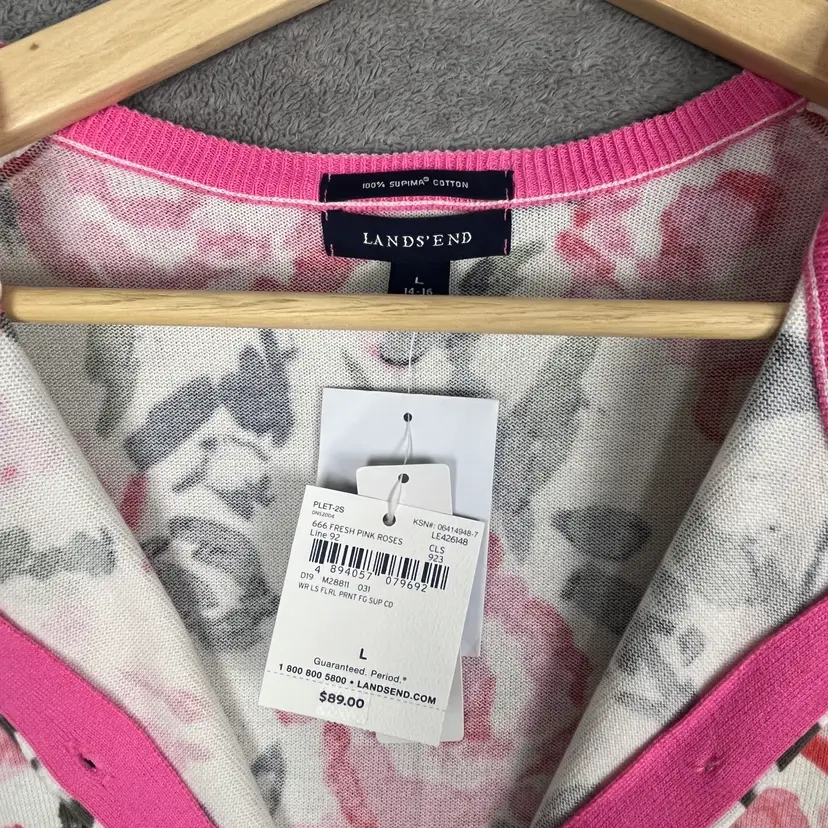 100% SUPIMA® COTTON
LANDS' END
L
14-16
PLET-2S
DNS2004
KSN#: 06414948-7
LE426148
666 FRESH PINK ROSES
Line 92
CLS
923
4 894057 079692
D19 M28811 031
WR LS FLRL PRNT FG SUP CD
L
Guaranteed. Period.®
1 800 800 5800 • LANDSEND.COM
$89.00